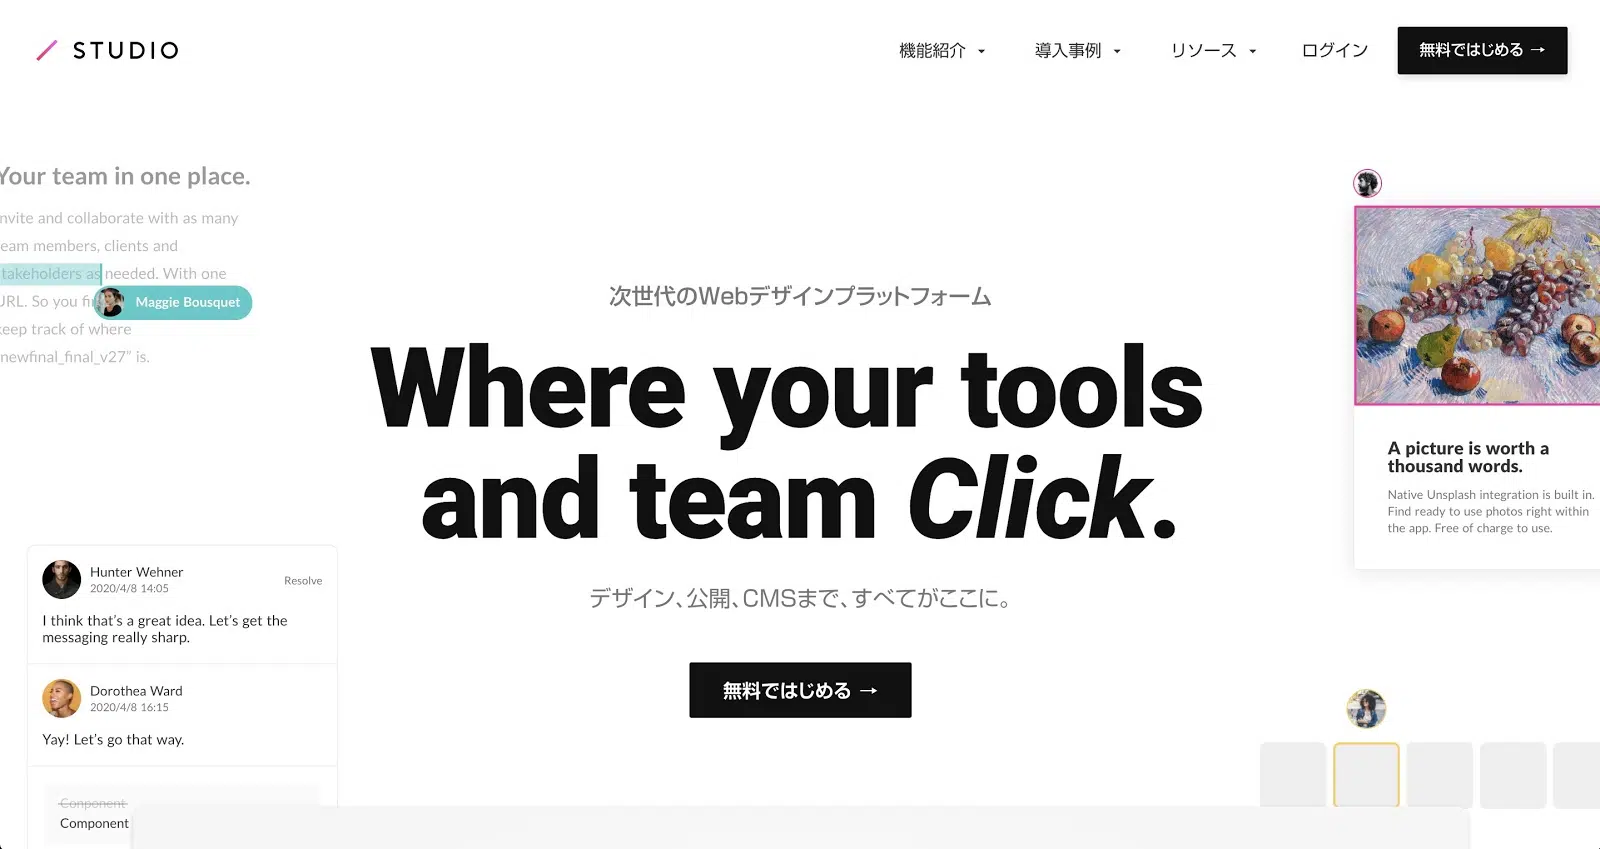 STUDIO
機能紹介
導入事例
リソース
ログイン
無料ではじめる →
Your team in one place.
nvite and collaborate with as many
eam members, clients and
takeholders as needed. With one
URL. So you fi
Maggie Bousquet
keep track of where
newfinal_final_v27” is.
次世代のWebデザインプラットフォーム
Where your tools
and team Click.
デザイン、公開、CMSまで、すべてがここに。
無料ではじめる →
A picture is worth a
thousand words.
Native Unsplash integration is built in.
Find ready to use photos right within
the app. Free of charge to use.
Hunter Wehner
2020/4/8 14:05
Resolve
I think that’s a great idea. Let’s get the
messaging really sharp.
Dorothea Ward
2020/4/8 16:15
Yay! Let’s go that way.
Conponent
Component